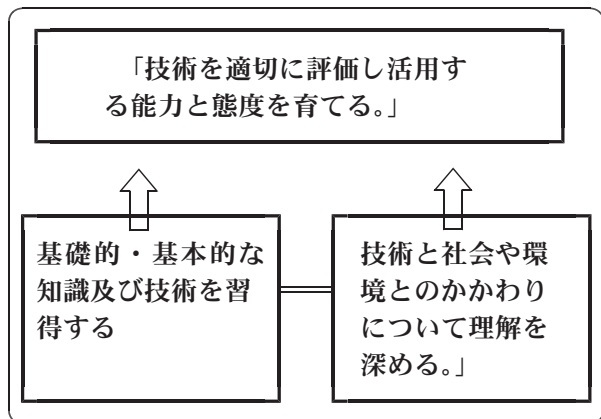 「技術を適切に評価し活用す
る能力と態度を育てる。」
基礎的・基本的な
知識及び技術を習
得する
技術と社会や環
境とのかかわり
について理解を
深める。」